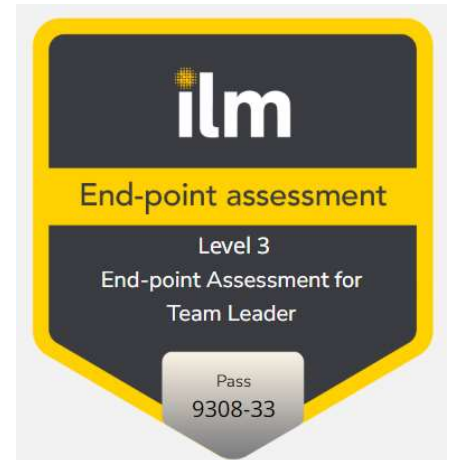 ilm
End-point assessment
Level 3
End-point Assessment for
Team Leader
Pass
9308-33